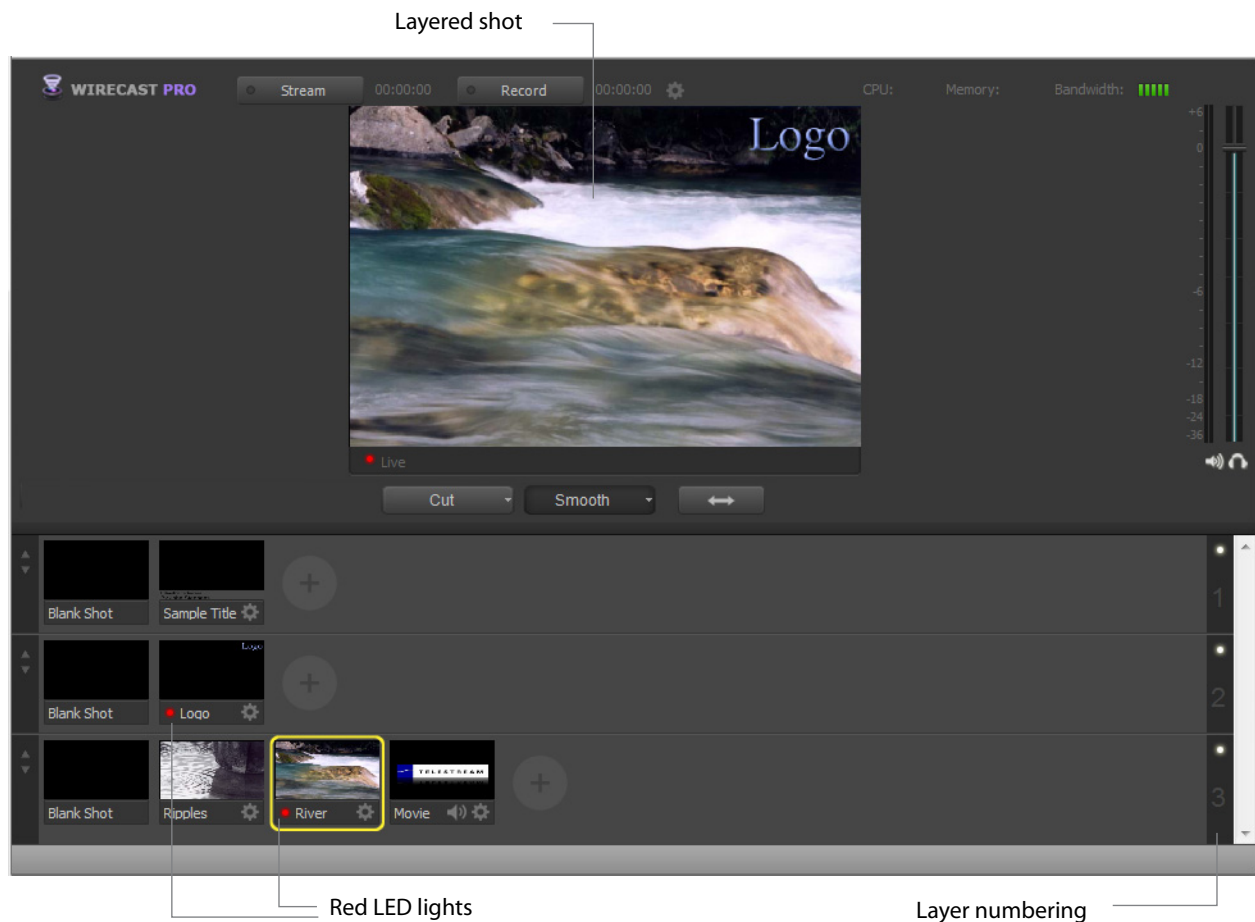 Layered shot
WIRECAST PRO
Stream
00:00:00
Record
00:00:00
CPU:
Memory:
Bandwidth:
Logo
+6
0
-6
-12
-18
-24
-36
Live
Cut
Smooth
Blank Shot
Sample Title
1
Logo
Blank Shot
Logo
2
TELESTREAM
Blank Shot
Ripples
River
Movie
3
Red LED lights
Layer numbering